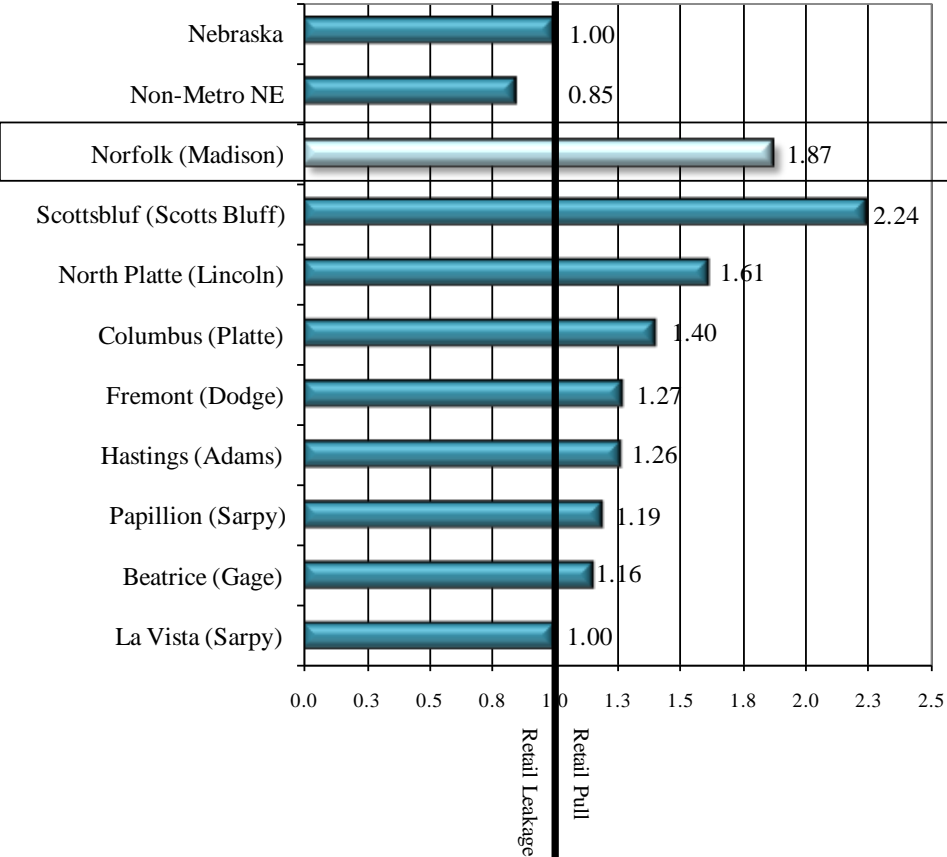 Nebraska 1.00
Non-Metro NE 0.85
Norfolk (Madison) 1.87
Scottsbluf (Scotts Bluff) 2.24
North Platte (Lincoln) 1.61
Columbus (Platte) 1.40
Fremont (Dodge) 1.27
Hastings (Adams) 1.26
Papillion (Sarpy) 1.19
Beatrice (Gage) 1.16
La Vista (Sarpy) 1.00
0.0 0.3 0.5 0.8 1.0 1.3 1.5 1.8 2.0 2.3 2.5
Retail Leakage
Retail Pull